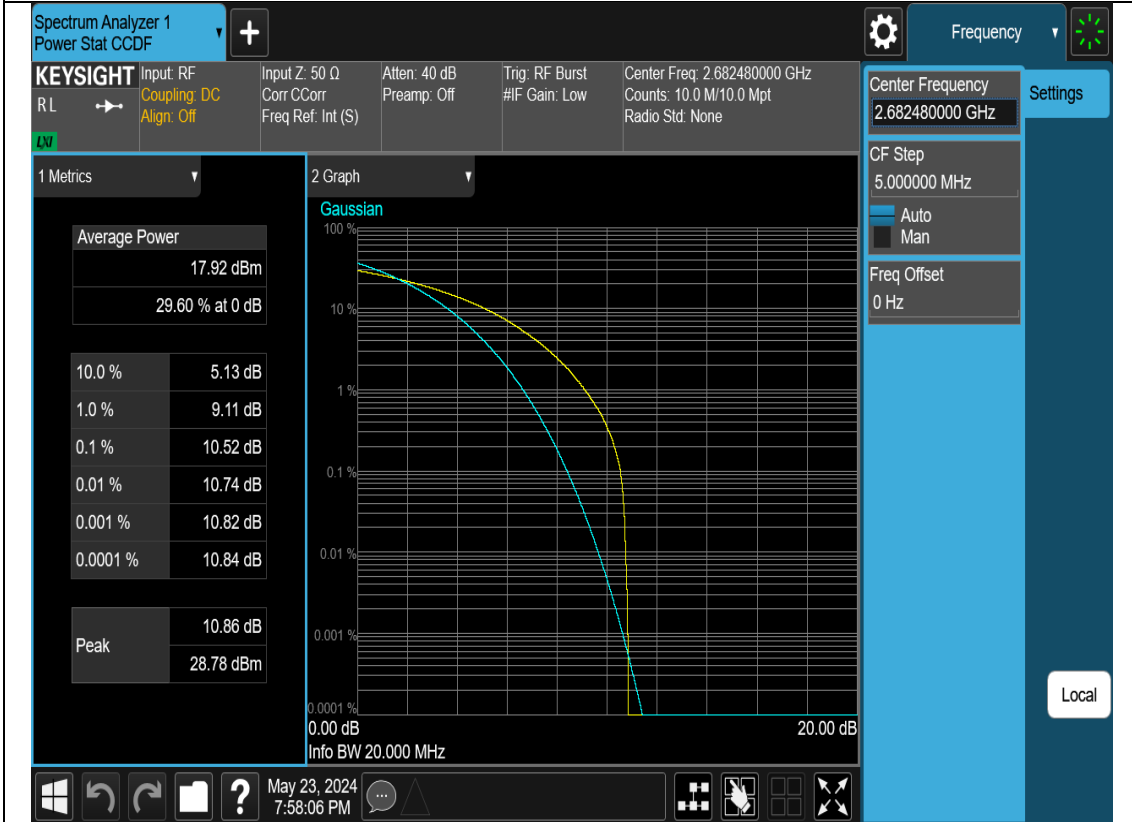 Spectrum Analyzer 1
Power Stat CCDF
+
Frequency
KEYSIGHT
RL
LXI
Input: RF
Coupling: DC
Align: Off
Input Z: 50 Ω
Corr CCorr
Freq Ref: Int (S)
Atten: 40 dB
Preamp: Off
Trig: RF Burst
#IF Gain: Low
Center Freq: 2.682480000 GHz
Counts: 10.0 M/10.0 Mpt
Radio Std: None
Center Frequency
2.682480000 GHz
Settings
CF Step
5.000000 MHz
Auto
Man
Freq Offset
0 Hz
Local
1 Metrics
Average Power
17.92 dBm
29.60 % at 0 dB
10.0 % 5.13 dB
1.0 % 9.11 dB
0.1 % 10.52 dB
0.01 % 10.74 dB
0.001 % 10.82 dB
0.0001 % 10.84 dB
Peak 10.86 dB
28.78 dBm
2 Graph
Gaussian
100 %
10 %
1 %
0.1 %
0.01 %
0.001 %
0.0001 %
0.00 dB 20.00 dB
Info BW 20.000 MHz
?
May 23, 2024
7:58:06 PM